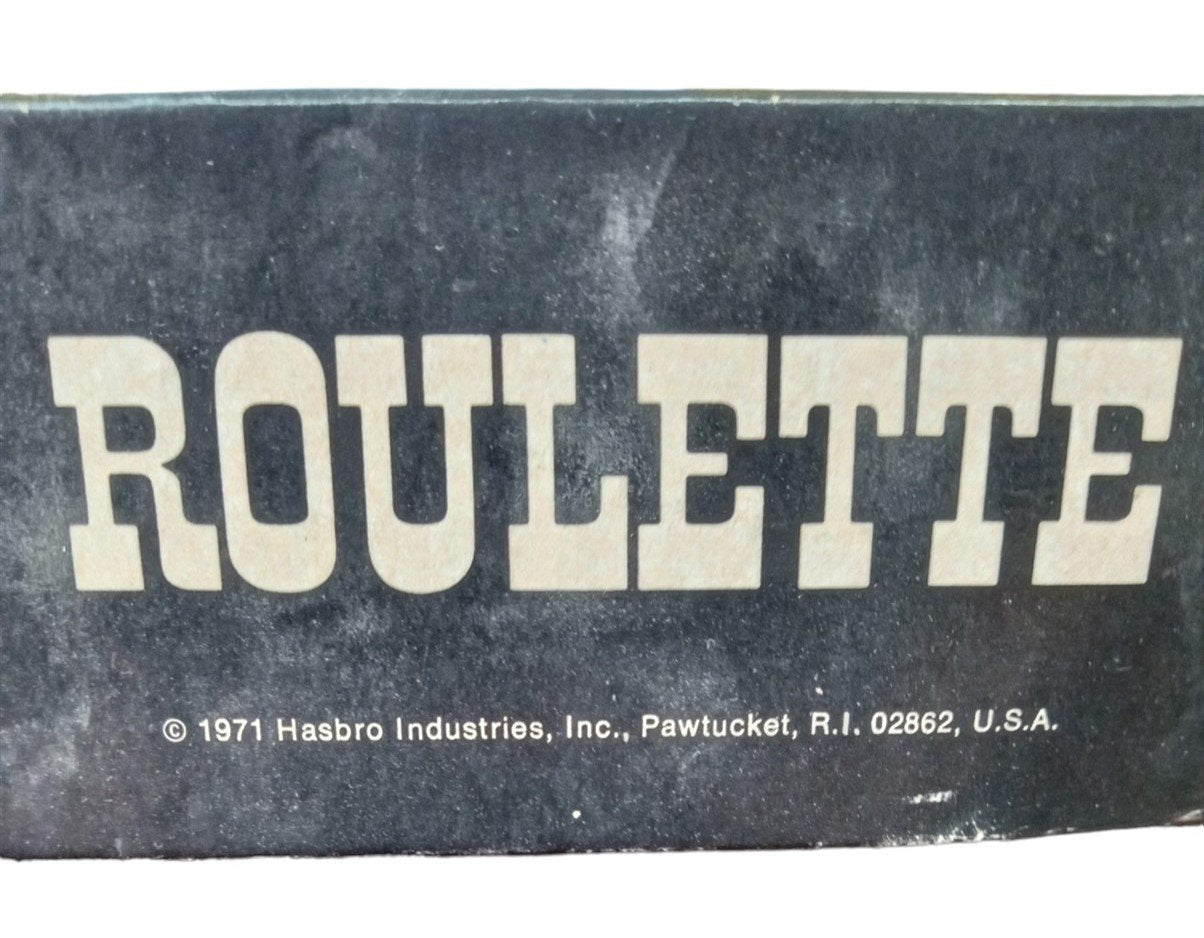 ROULETTE
© 1971 Hasbro Industries, Inc., Pawtucket, R.I. 02862, U.S.A.